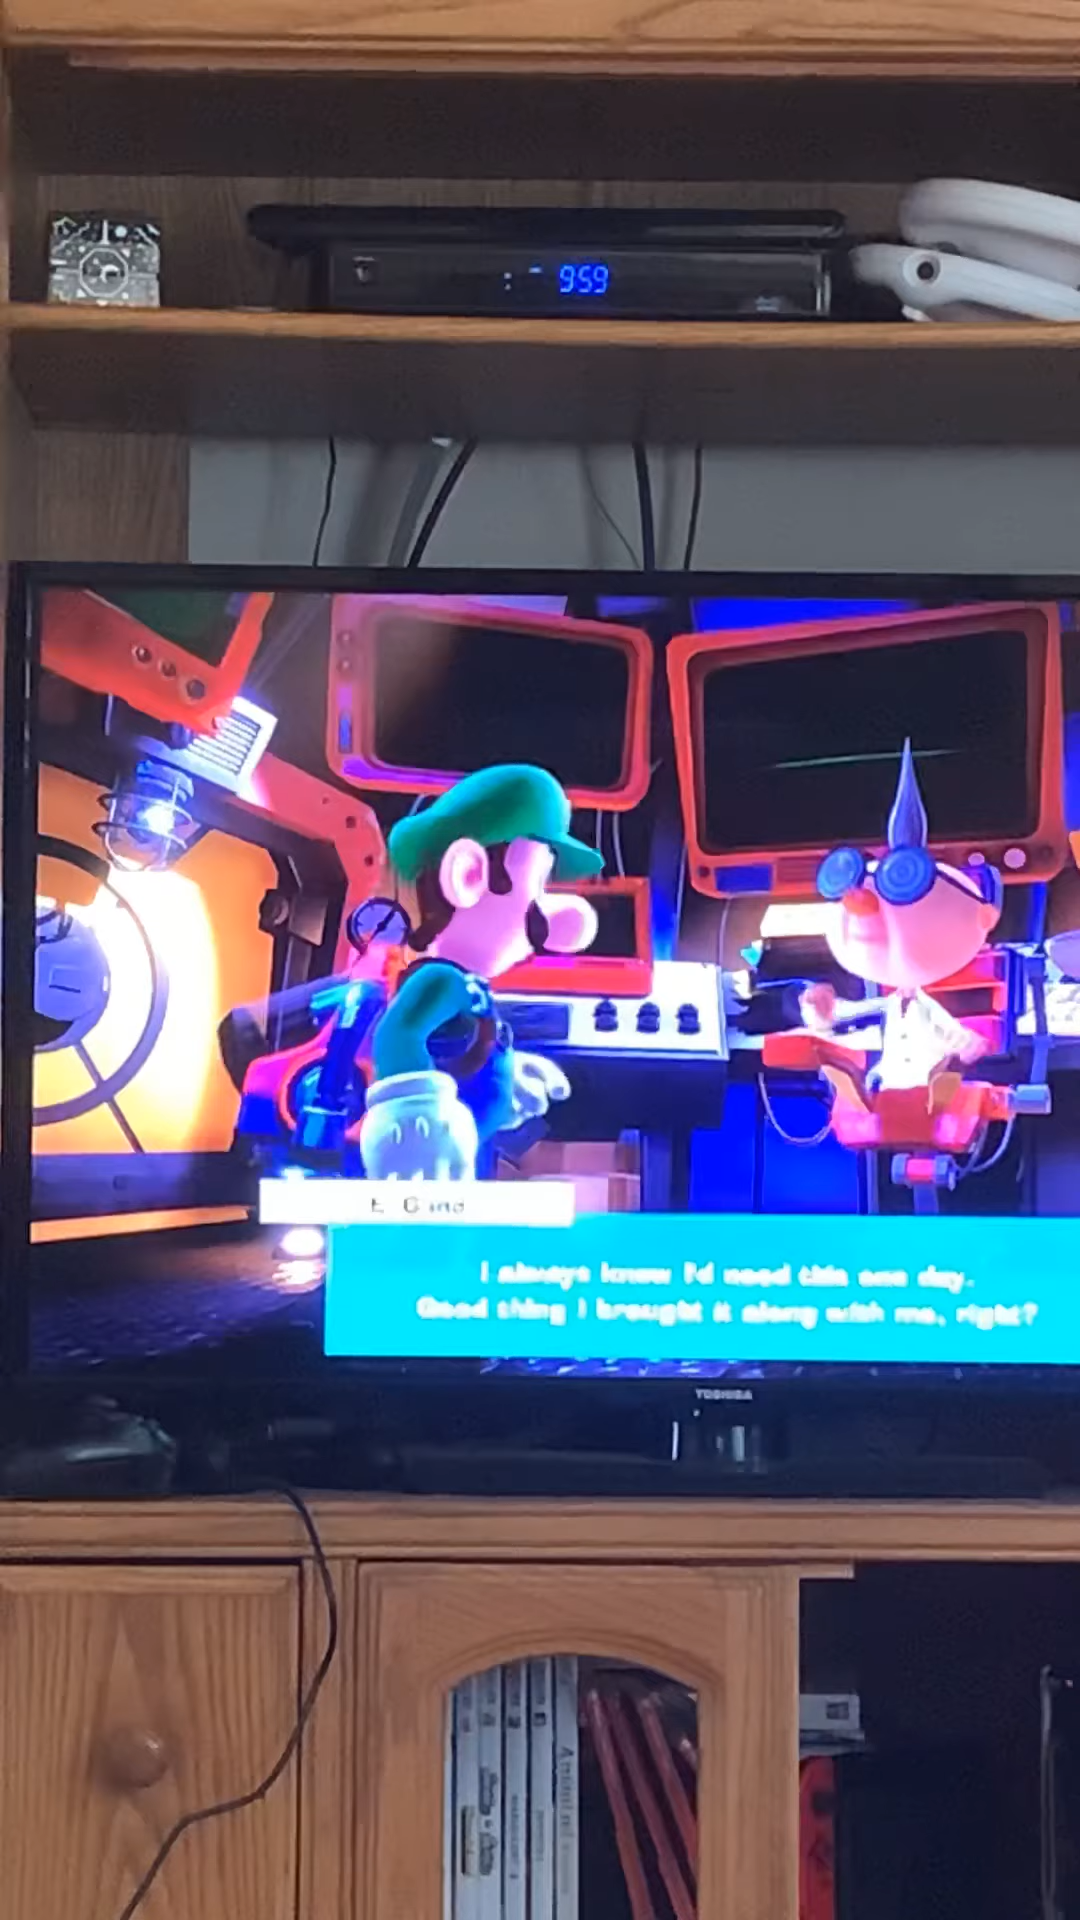 959
E. Gadd
I always knew I'd need this one day.
Good thing I brought it along with me, right?
TOSHIBA